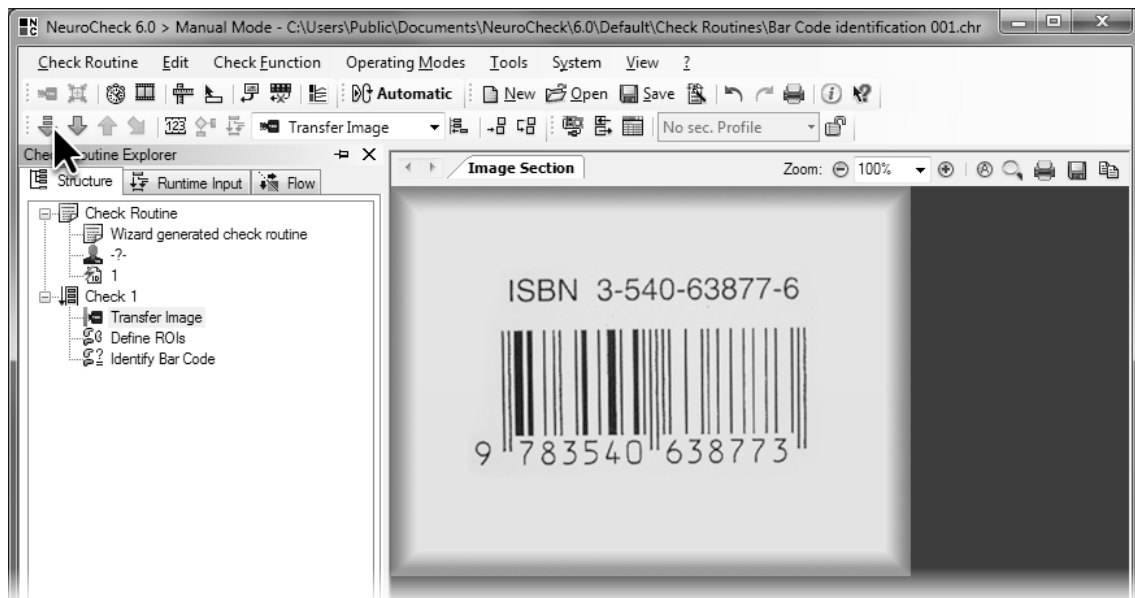 NeuroCheck 6.0 > Manual Mode - C:\Users\Public\Documents\NeuroCheck\6.0\Default\Check Routines\Bar Code identification 001.chr
Check Routine Edit Check Function Operating Modes Tools System View ?
Automatic New Open Save
123 Transfer Image No sec. Profile
Routine Explorer
Structure Runtime Input Flow
Image Section Zoom: 100%
Check Routine
Wizard generated check routine
-?-
1
Check 1
Transfer Image
Define ROIs
Identify Bar Code
ISBN 3-540-63877-6
9 783540 638773